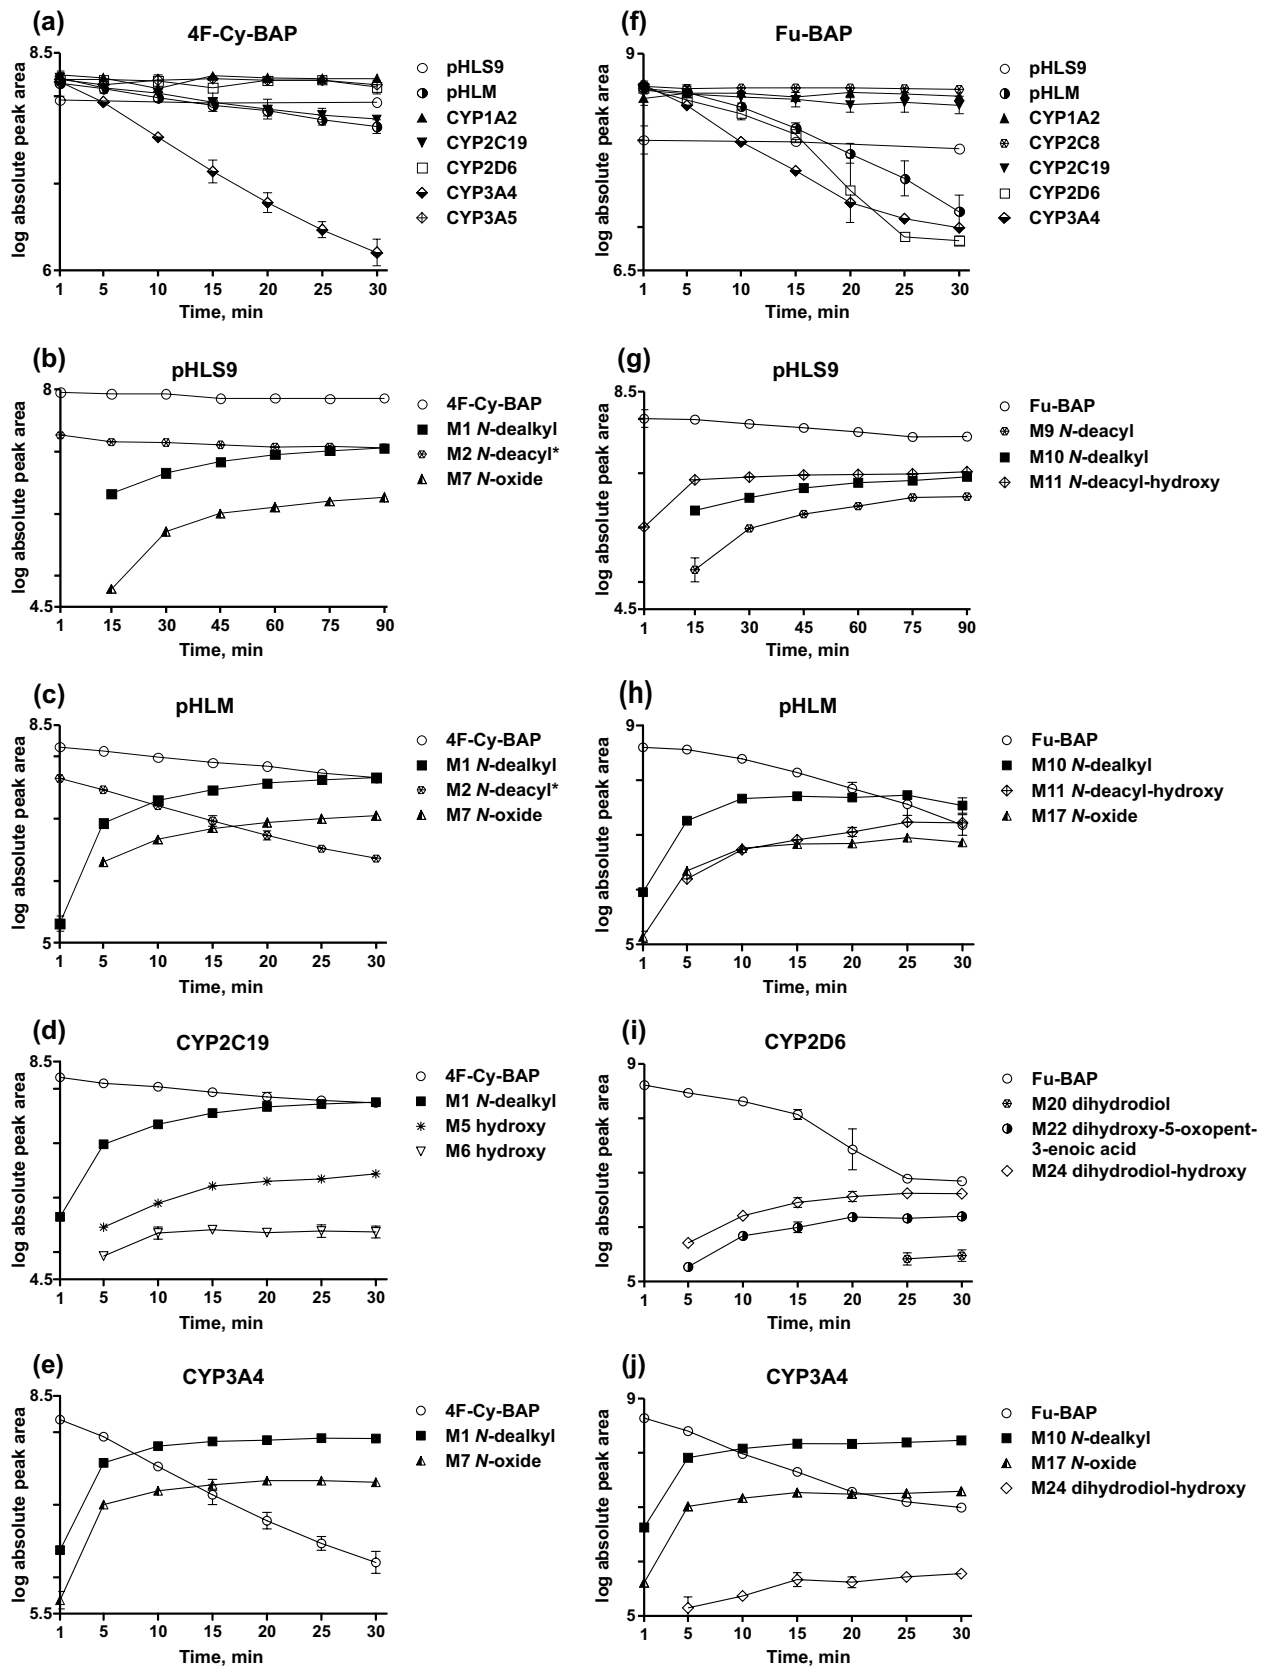 (a)
4F-Cy-BAP
8.5
6
log absolute peak area
1 5 10 15 20 25 30
Time, min
pHLS9
pHLM
CYP1A2
CYP2C19
CYP2D6
CYP3A4
CYP3A5
(f)
Fu-BAP
9
6.5
log absolute peak area
1 5 10 15 20 25 30
Time, min
pHLS9
pHLM
CYP1A2
CYP2C8
CYP2C19
CYP2D6
CYP3A4
(b)
pHLS9
8
4.5
log absolute peak area
1 15 30 45 60 75 90
Time, min
4F-Cy-BAP
M1 N-dealkyl
M2 N-deacyl*
M7 N-oxide
(g)
pHLS9
8.5
4.5
log absolute peak area
1 15 30 45 60 75 90
Time, min
Fu-BAP
M9 N-deacyl
M10 N-dealkyl
M11 N-deacyl-hydroxy
(c)
pHLM
8.5
5
log absolute peak area
1 5 10 15 20 25 30
Time, min
4F-Cy-BAP
M1 N-dealkyl
M2 N-deacyl*
M7 N-oxide
(h)
pHLM
9
5
log absolute peak area
1 5 10 15 20 25 30
Time, min
Fu-BAP
M10 N-dealkyl
M11 N-deacyl-hydroxy
M17 N-oxide
(d)
CYP2C19
8.5
4.5
log absolute peak area
1 5 10 15 20 25 30
Time, min
4F-Cy-BAP
M1 N-dealkyl
M5 hydroxy
M6 hydroxy
(i)
CYP2D6
9
5
log absolute peak area
1 5 10 15 20 25 30
Time, min
Fu-BAP
M20 dihydrodiol
M22 dihydroxy-5-oxopent-
3-enoic acid
M24 dihydrodiol-hydroxy
(e)
CYP3A4
8.5
5.5
log absolute peak area
1 5 10 15 20 25 30
Time, min
4F-Cy-BAP
M1 N-dealkyl
M7 N-oxide
(j)
CYP3A4
9
5
log absolute peak area
1 5 10 15 20 25 30
Time, min
Fu-BAP
M10 N-dealkyl
M17 N-oxide
M24 dihydrodiol-hydroxy